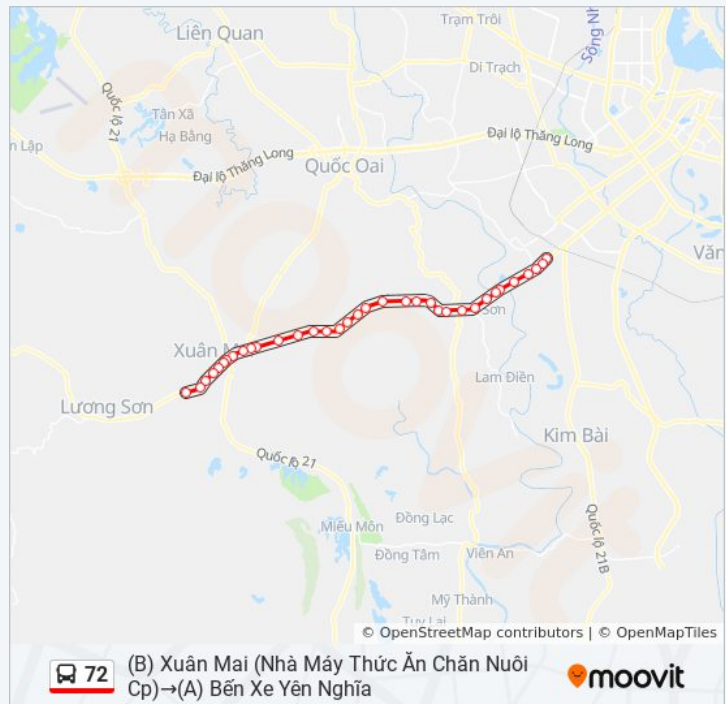 Trạm Trôi
Sông Nh
Liên Quan
Di Trạch
Quốc lộ 21
Tân Xã
Hạ Bằng
Đại lộ Thăng Long
n Lập
Đại lộ Thăng Long
Quốc Oai
Văn
Sơn
Xuân M
Lam Điền
Lương Sơn
Kim Bài
Quốc lộ 21
Đồng Lạc
Miếu Môn
Quốc lộ 21B
Đồng Tâm
Viên An
Mỹ Thành
Tuy Lai
© OpenStreetMap contributors | © OpenMapTiles
72
(B) Xuân Mai (Nhà Máy Thức Ăn Chăn Nuôi
Cp)→(A) Bến Xe Yên Nghĩa
moovit